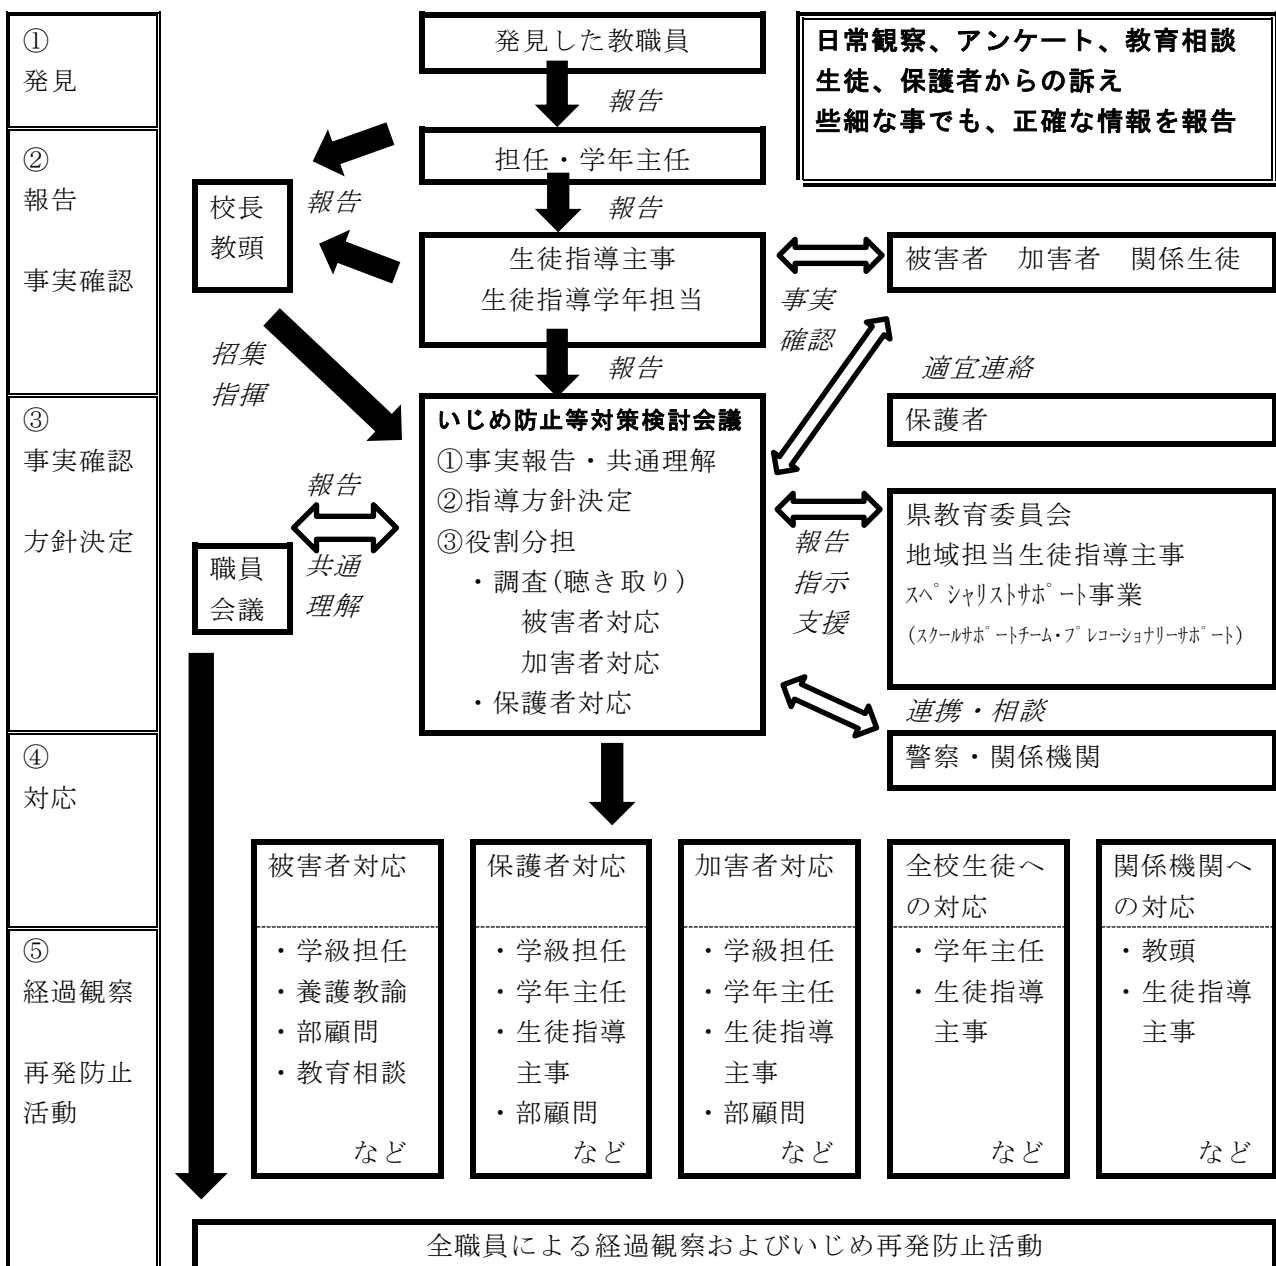 ①
発見
②
報告
事実確認
③
事実確認
方針決定
④
対応
⑤
経過観察
再発防止
活動
発見した教職員
報告
担任・学年主任
報告
生徒指導主事
生徒指導学年担当
報告
日常観察、アンケート、教育相談
生徒、保護者からの訴え
些細な事でも、正確な情報を報告
校長
教頭
報告
招集
指揮
事実
確認
被害者　加害者　関係生徒
適宜連絡
保護者
いじめ防止等対策検討会議
①事実報告・共通理解
②指導方針決定
③役割分担
・調査(聴き取り)
被害者対応
加害者対応
・保護者対応
報告
共通
理解
職員
会議
報告
指示
支援
県教育委員会
地域担当生徒指導主事
スペシャリストサポート事業
(スクールサポートチーム・プレコーショナリーサポート)
連携・相談
警察・関係機関
被害者対応
・学級担任
・養護教諭
・部顧問
・教育相談
など
保護者対応
・学級担任
・学年主任
・生徒指導
主事
・部顧問
など
加害者対応
・学級担任
・学年主任
・生徒指導
主事
・部顧問
など
全校生徒へ
の対応
・学年主任
・生徒指導
主事
など
関係機関へ
の対応
・教頭
・生徒指導
主事
など
全職員による経過観察およびいじめ再発防止活動